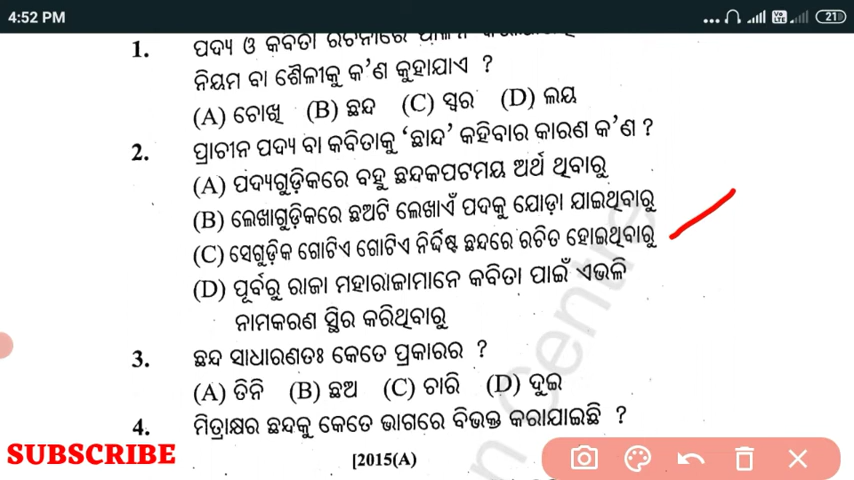 4:52 PM
21
1. ପଦ୍ୟ ଓ କବିତା ରଚନାରେ
ନିୟମ ବା ଶୈଳୀକୁ କ'ଣ କୁହାଯାଏ ?
(A) ଚୋଖି (B) ଛନ୍ଦ (C) ସ୍ୱର (D) ଲୟ
2. ପ୍ରାଚୀନ ପଦ୍ୟ ବା କବିତାକୁ ‘ଛାନ୍ଦ’ କହିବାର କାରଣ କ'ଣ ?
(A) ପଦ୍ୟଗୁଡ଼ିକରେ ବହୁ ଛନ୍ଦକପଟମୟ ଅର୍ଥ ଥିବାରୁ
(B) ଲେଖାଗୁଡ଼ିକରେ ଛଅଟି ଲେଖାଏଁ ପଦକୁ ଯୋଡ଼ା ଯାଇଥିବାରୁ
(C) ସେଗୁଡ଼ିକ ଗୋଟିଏ ଗୋଟିଏ ନିର୍ଦ୍ଦିଷ୍ଟ ଛନ୍ଦରେ ରଚିତ ହୋଇଥିବାରୁ
(D) ପୂର୍ବରୁ ରାଜା ମହାରାଜାମାନେ କବିତା ପାଇଁ ଏଭଳି
ନାମକରଣ ସ୍ଥିର କରିଥିବାରୁ
3. ଛନ୍ଦ ସାଧାରଣତଃ କେତେ ପ୍ରକାରର ?
(A) ତିନି (B) ଛଅ (C) ଚାରି (D) ଦୁଇ
4. ମିତ୍ରାକ୍ଷର ଛନ୍ଦକୁ କେତେ ଭାଗରେ ବିଭକ୍ତ କରାଯାଇଛି ?
SUBSCRIBE
[2015(A)
Centre